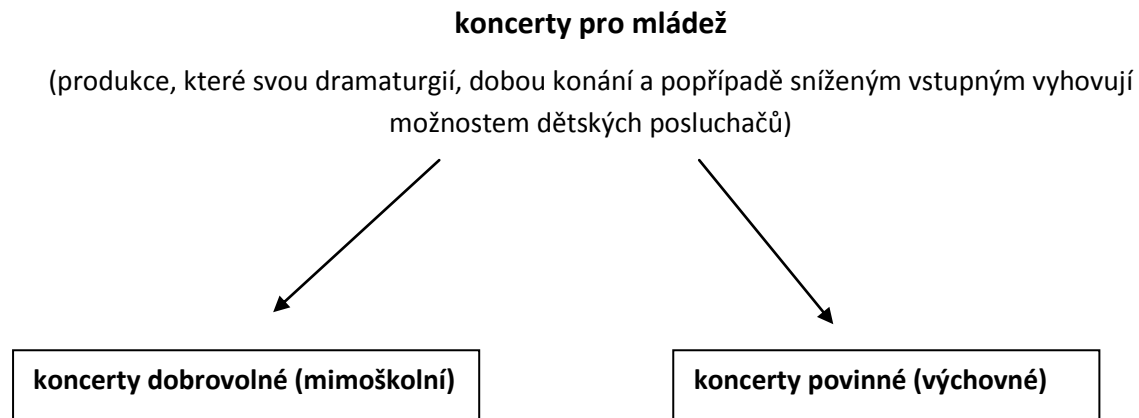 koncerty pro mládež
(produkce, které svou dramaturgií, dobou konání a popřípadě sníženým vstupným vyhovují
možnostem dětských posluchačů)
koncerty dobrovolné (mimoškolní)
koncerty povinné (výchovné)